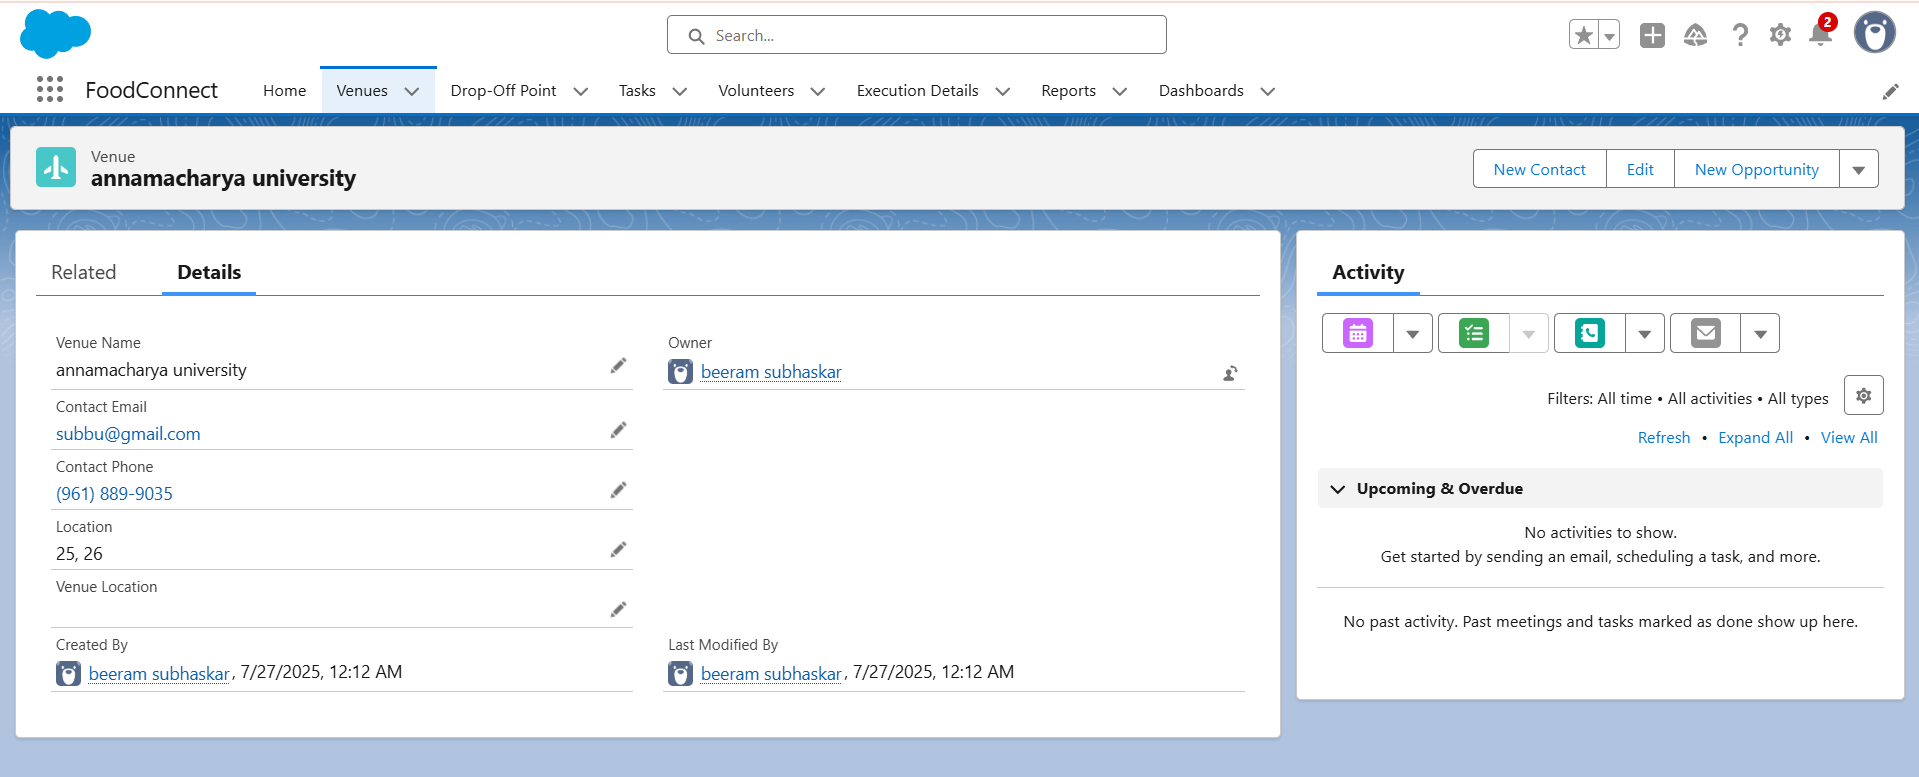 Search...
2
FoodConnect
Home
Venues
Drop-Off Point
Tasks
Volunteers
Execution Details
Reports
Dashboards
Venue
annamacharya university
New Contact
Edit
New Opportunity
Related
Details
Venue Name
annamacharya university
Owner
beeram subhaskar
Contact Email
subbu@gmail.com
Contact Phone
(961) 889-9035
Location
25, 26
Venue Location
Created By
beeram subhaskar, 7/27/2025, 12:12 AM
Last Modified By
beeram subhaskar, 7/27/2025, 12:12 AM
Activity
Filters: All time • All activities • All types
Refresh • Expand All • View All
Upcoming & Overdue
No activities to show.
Get started by sending an email, scheduling a task, and more.
No past activity. Past meetings and tasks marked as done show up here.